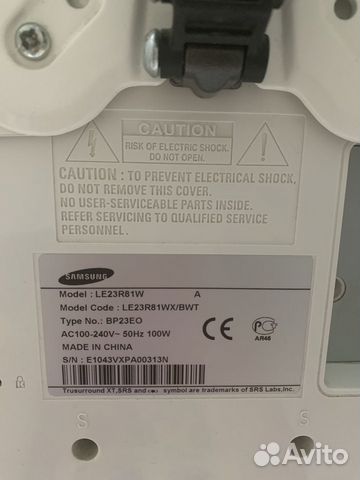 CAUTION
RISK OF ELECTRIC SHOCK.
DO NOT OPEN.
CAUTION : TO PREVENT ELECTRICAL SHOCK,
DO NOT REMOVE THIS COVER.
NO USER-SERVICEABLE PARTS INSIDE.
REFER SERVICING TO QUALIFIED SERVICE
PERSONNEL.
SAMSUNG
Model : LE23R81W A
Model Code : LE23R81WX/BWT
Type No.: BP23EO
AC100-240V~ 50Hz 100W
MADE IN CHINA
S/N : E1043VXPA00313N
AR46
Trusurround XT,SRS and symbol are trademarks of SRS Labs,Inc.
S
S
Avito